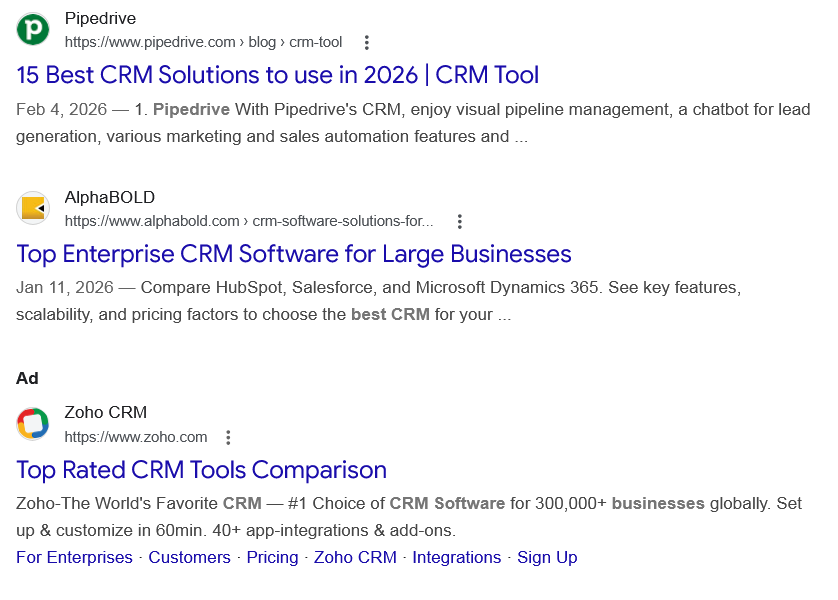 Pipedrive
https://www.pipedrive.com › blog › crm-tool
15 Best CRM Solutions to use in 2026 | CRM Tool
Feb 4, 2026 — 1. Pipedrive With Pipedrive's CRM, enjoy visual pipeline management, a chatbot for lead
generation, various marketing and sales automation features and ...
AlphaBOLD
https://www.alphabold.com › crm-software-solutions-for...
Top Enterprise CRM Software for Large Businesses
Jan 11, 2026 — Compare HubSpot, Salesforce, and Microsoft Dynamics 365. See key features,
scalability, and pricing factors to choose the best CRM for your ...
Ad
Zoho CRM
https://www.zoho.com
Top Rated CRM Tools Comparison
Zoho-The World's Favorite CRM — #1 Choice of CRM Software for 300,000+ businesses globally. Set
up & customize in 60min. 40+ app-integrations & add-ons.
For Enterprises · Customers · Pricing · Zoho CRM · Integrations · Sign Up